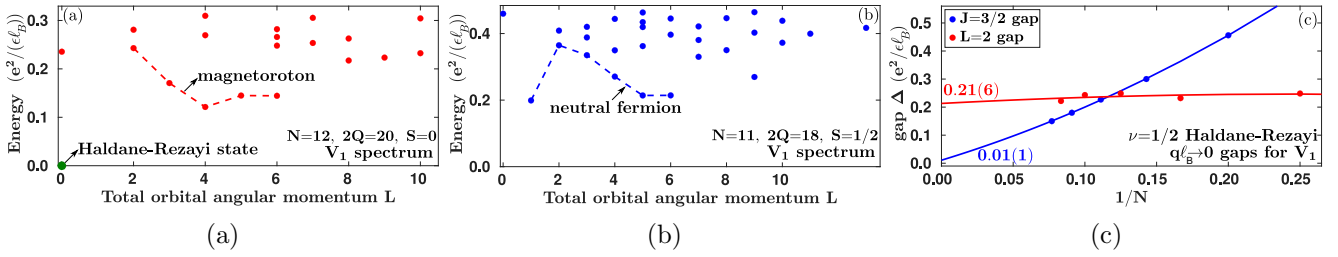 (a)
0.3
0.2
0.1
0.0
Energy (e²/(ϵℓ_B))
magnetoroton
N=12, 2Q=20, S=0
Haldane-Rezayi state
V₁ spectrum
0 2 4 6 8 10
Total orbital angular momentum L
(a)
(b)
0.4
0.2
0.0
Energy (e²/(ϵℓ_B))
neutral fermion
N=11, 2Q=18, S=1/2
V₁ spectrum
0 2 4 6 8 10 12
Total orbital angular momentum L
(b)
(c)
J=3/2 gap
L=2 gap
0.5
0.4
0.3
0.2
0.1
0.0
gap Δ (e²/(ϵℓ_B))
0.21(6)
0.01(1)
ν=1/2 Haldane-Rezayi
qℓ_B→0 gaps for V₁
0.00 0.05 0.10 0.15 0.20 0.25
1/N
(c)